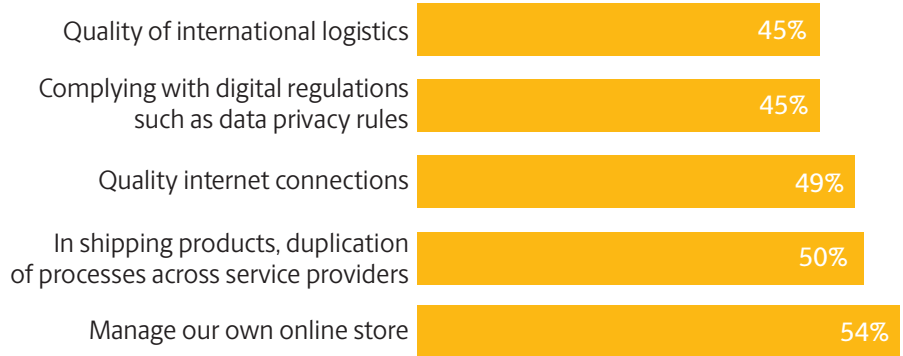 Quality of international logistics
45%
Complying with digital regulations
such as data privacy rules
45%
Quality internet connections
49%
In shipping products, duplication
of processes across service providers
50%
Manage our own online store
54%